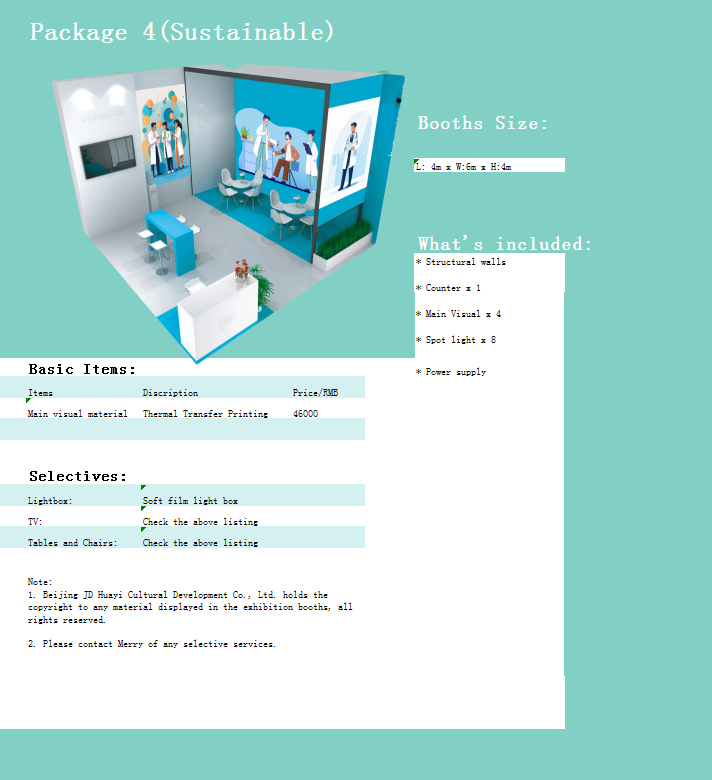 Package 4(Sustainable)
Booths Size:
L: 4m x W:6m x H:4m
What's included:
* Structural walls
* Counter x 1
* Main Visual x 4
* Spot light x 8
* Power supply
Basic Items:
Items Discription Price/RMB
Main visual material Thermal Transfer Printing 46000
Selectives:
Lightbox: Soft film light box
TV: Check the above listing
Tables and Chairs: Check the above listing
Note:
1. Beijing JD Huayi Cultural Development Co., Ltd. holds the
copyright to any material displayed in the exhibition booths, all
rights reserved.
2. Please contact Merry of any selective services.